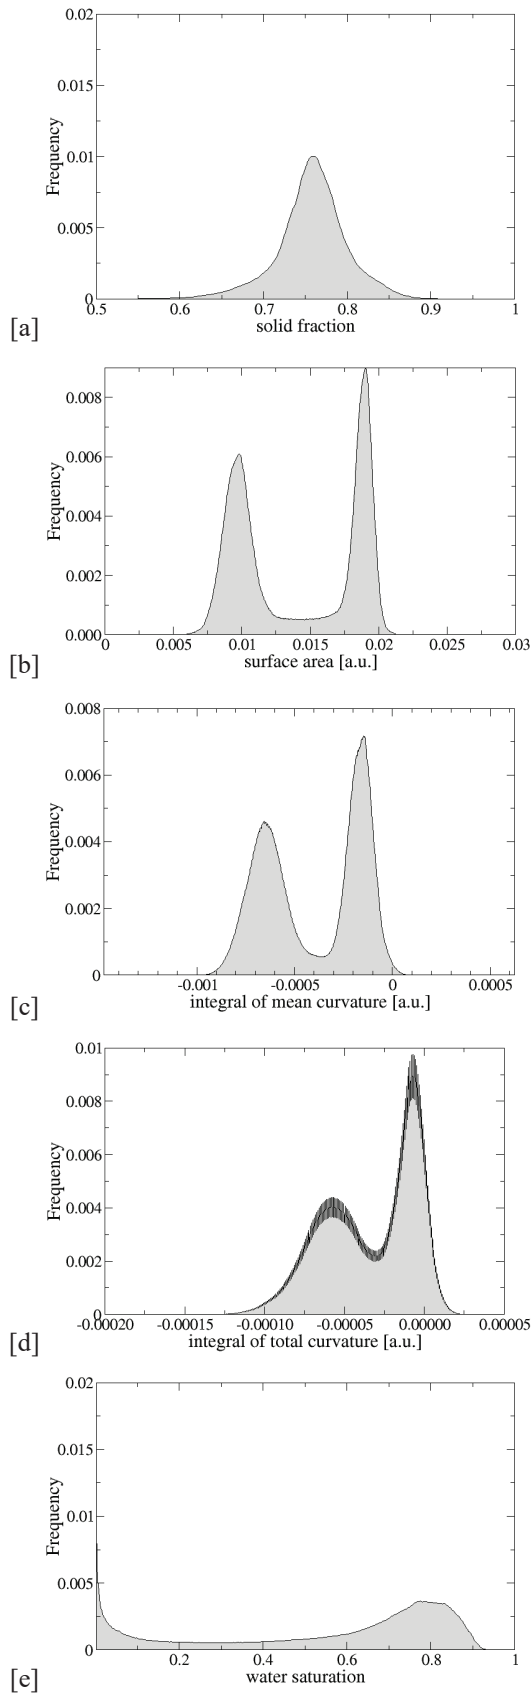 0.02
0.015
0.01
0.005
0
Frequency
0.5 0.6 0.7 0.8 0.9 1
solid fraction
[a]
0.008
0.006
0.004
0.002
0.000
Frequency
0 0.005 0.01 0.015 0.02 0.025 0.03
surface area [a.u.]
[b]
0.008
0.006
0.004
0.002
0
Frequency
-0.001 -0.0005 0 0.0005
integral of mean curvature [a.u.]
[c]
0.01
0.008
0.006
0.004
0.002
0
Frequency
-0.00020 -0.00015 -0.00010 -0.00005 0.00000 0.00005
integral of total curvature [a.u.]
[d]
0.02
0.015
0.01
0.005
0
Frequency
0.2 0.4 0.6 0.8 1
water saturation
[e]